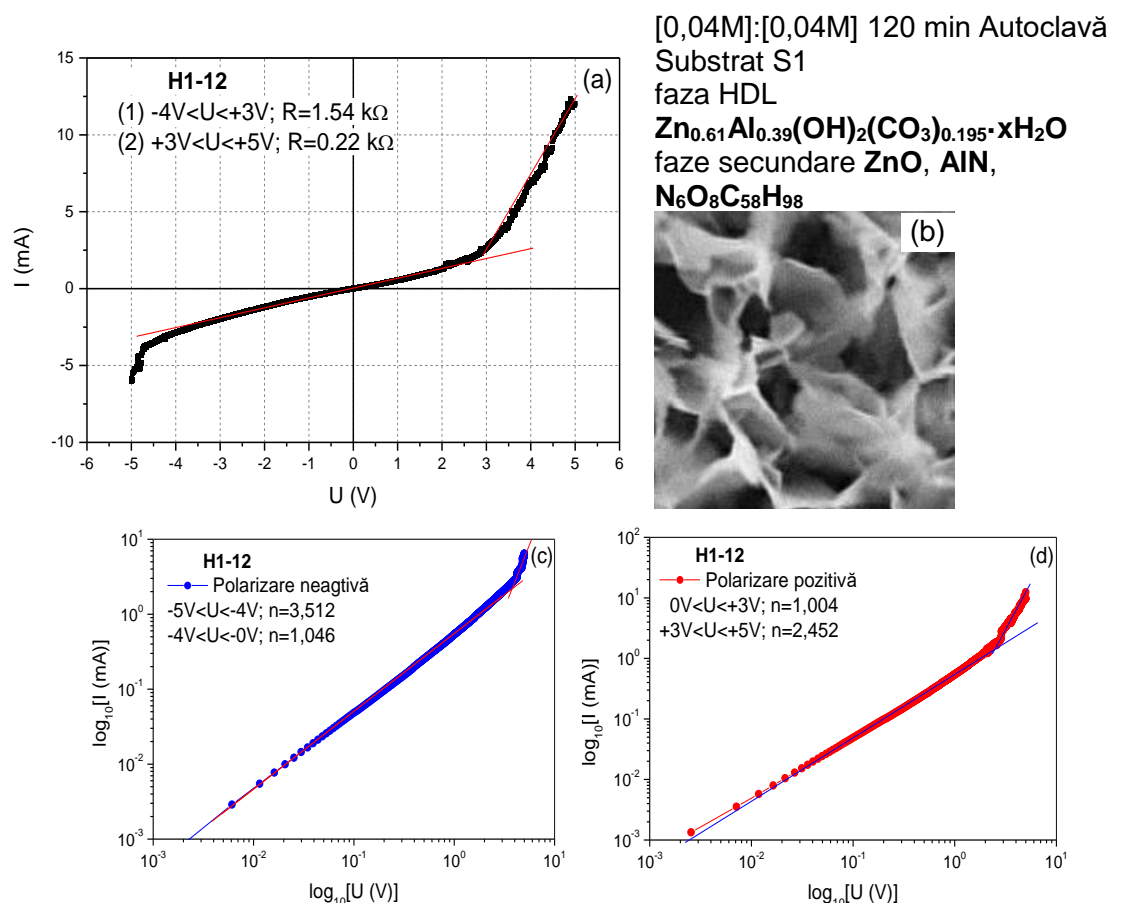 [0,04M]:[0,04M] 120 min Autoclavă
Substrat S1
faza HDL
Zn0.61Al0.39(OH)2(CO3)0.195·xH2O
faze secundare ZnO, AlN,
N6O8C58H98
(a)
H1-12
(1) -4V<U<+3V; R=1.54 kΩ
(2) +3V<U<+5V; R=0.22 kΩ
15
10
5
0
-5
-10
I (mA)
-6 -5 -4 -3 -2 -1 0 1 2 3 4 5 6
U (V)
(b)
(c)
H1-12
Polarizare neagtivă
-5V<U<-4V; n=3,512
-4V<U<-0V; n=1,046
10^1
10^0
10^-1
10^-2
10^-3
log10[I (mA)]
10^-3 10^-2 10^-1 10^0 10^1
log10[U (V)]
(d)
H1-12
Polarizare pozitivă
0V<U<+3V; n=1,004
+3V<U<+5V; n=2,452
10^2
10^1
10^0
10^-1
10^-2
10^-3
log10[I (mA)]
10^-3 10^-2 10^-1 10^0 10^1
log10[U (V)]